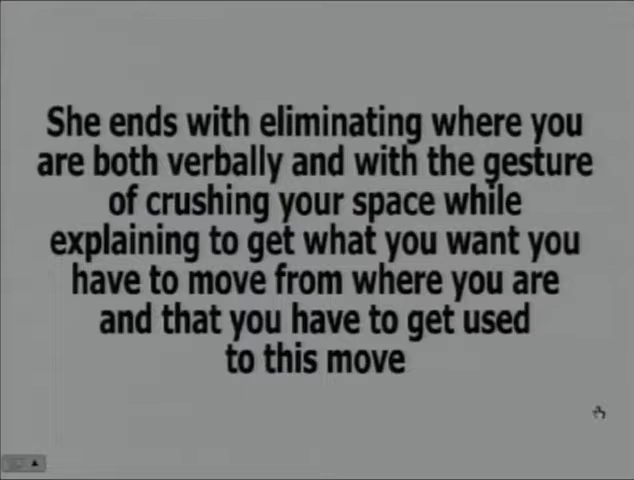 She ends with eliminating where you
are both verbally and with the gesture
of crushing your space while
explaining to get what you want you
have to move from where you are
and that you have to get used
to this move